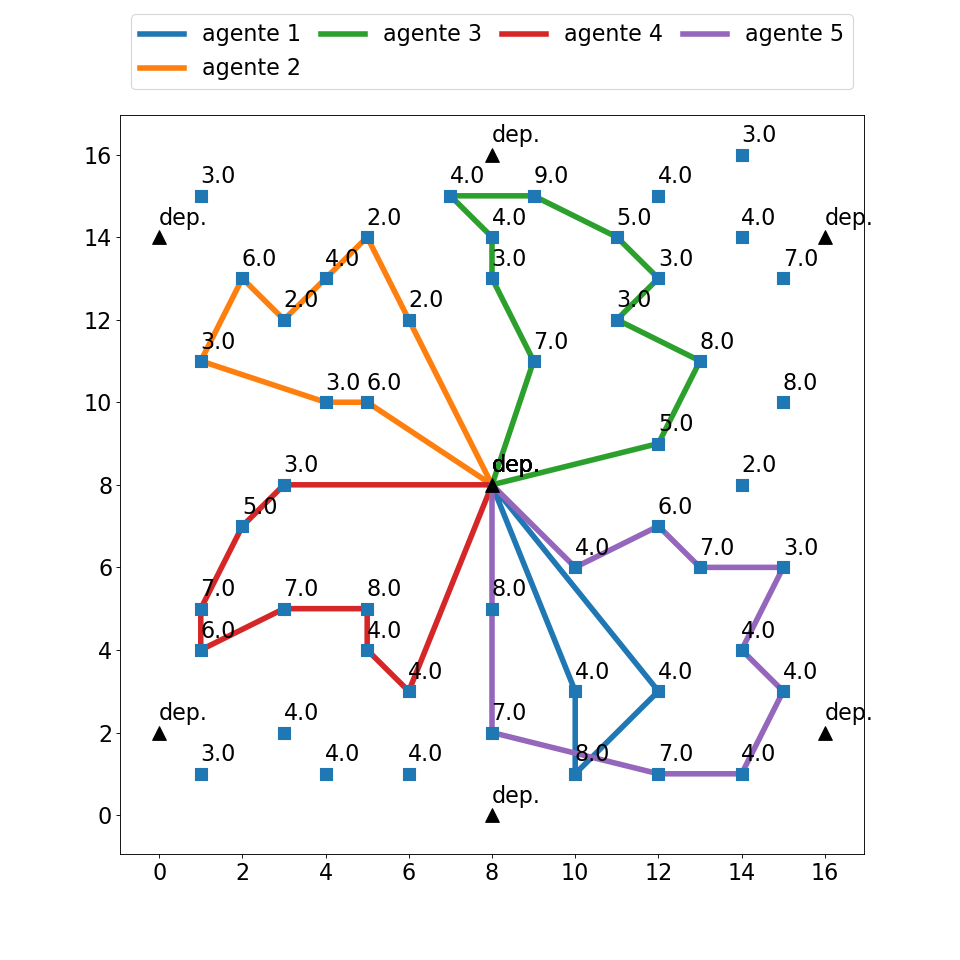 agente 1 agente 3 agente 4 agente 5
agente 2
3.0
16 dep.
3.0 4.0 9.0 4.0
dep. 2.0 4.0 5.0 4.0 dep.
14
6.0 4.0 3.0 3.0 7.0
2.0 2.0 3.0
12
3.0 7.0 8.0
3.0 6.0 8.0
10
5.0
3.0 dep. 2.0
8
5.0 6.0
4.0 7.0 3.0
6
7.0 7.0 8.0 8.0
6.0 4.0 4.0
4
4.0 4.0 4.0 4.0
dep. 4.0 7.0 dep.
2
3.0 4.0 4.0 8.0 7.0 4.0
dep.
0
0 2 4 6 8 10 12 14 16